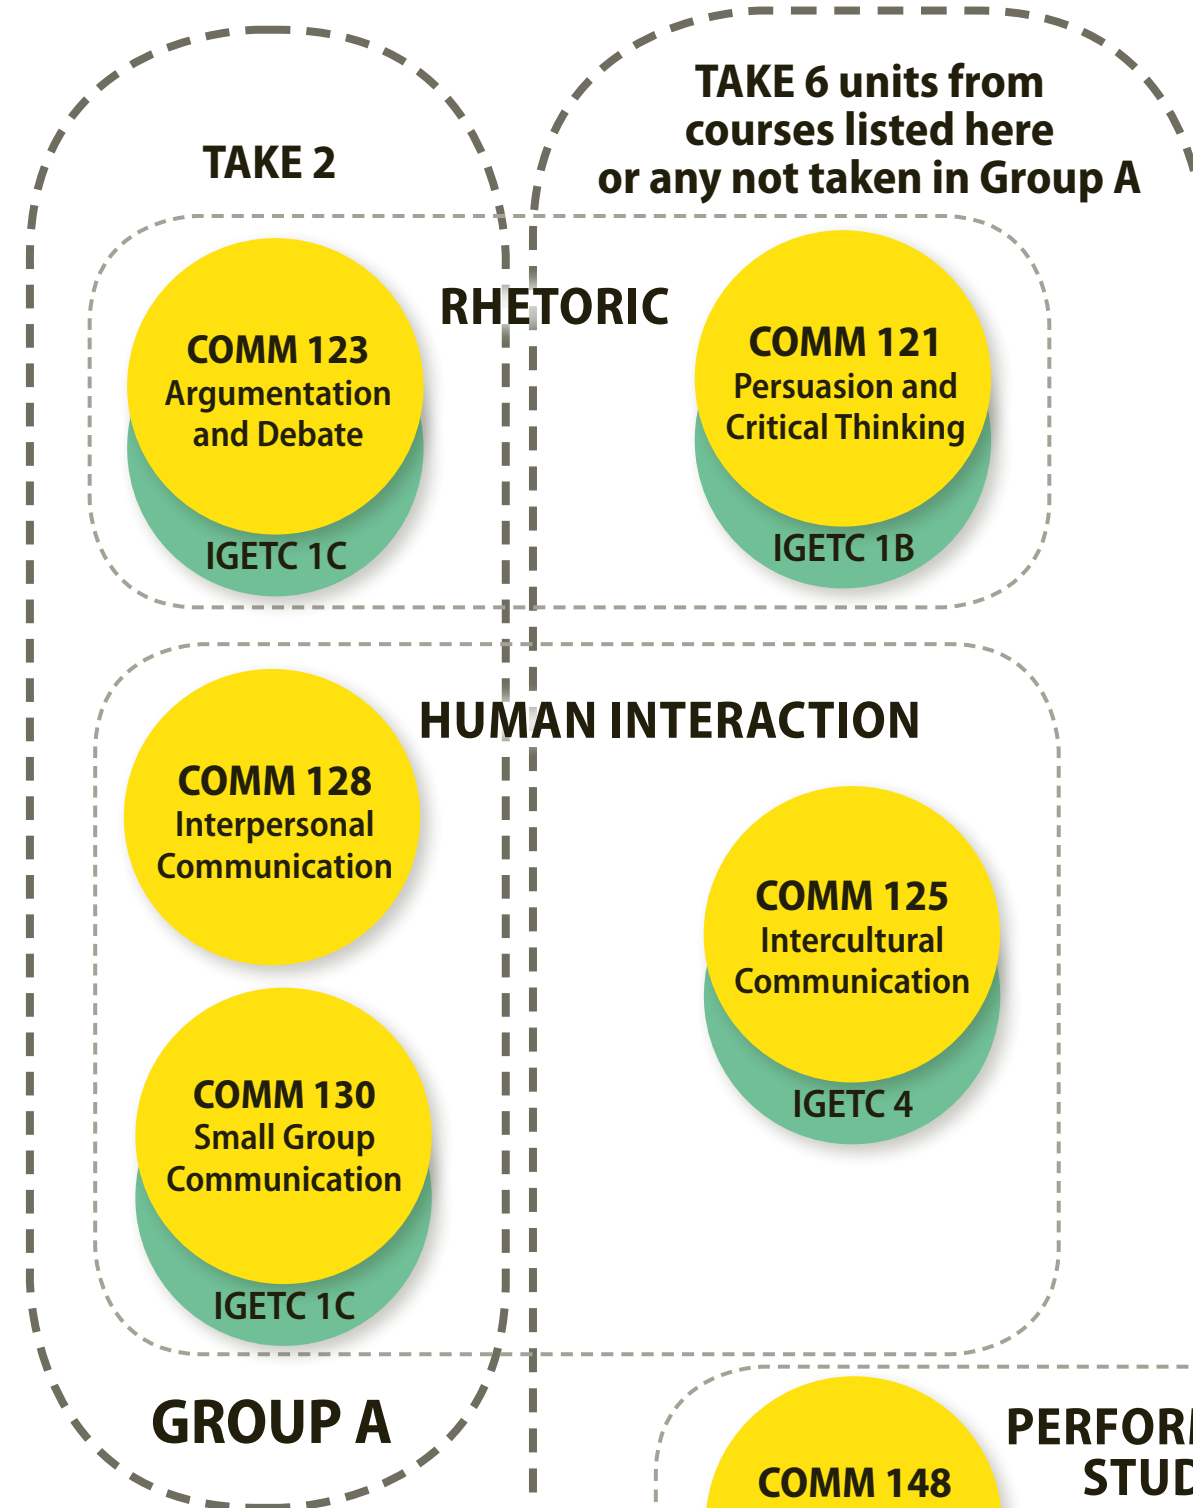 TAKE 2
TAKE 6 units from
courses listed here
or any not taken in Group A
RHETORIC
COMM 123
Argumentation
and Debate
IGETC 1C
COMM 121
Persuasion and
Critical Thinking
IGETC 1B
HUMAN INTERACTION
COMM 128
Interpersonal
Communication
COMM 130
Small Group
Communication
IGETC 1C
COMM 125
Intercultural
Communication
IGETC 4
GROUP A
COMM 148